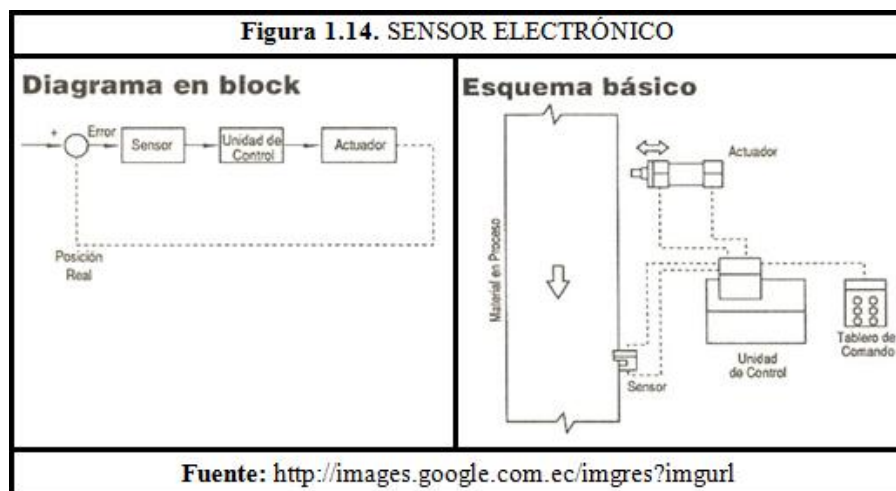 Figura 1.14. SENSOR ELECTRÓNICO
Diagrama en block
+
Error
Sensor
Unidad de
Control
Actuador
Posición
Real
Esquema básico
Actuador
Material en Proceso
Sensor
Unidad
de Control
Tablero de
Comando
Fuente: http://images.google.com.ec/imgres?imgurl